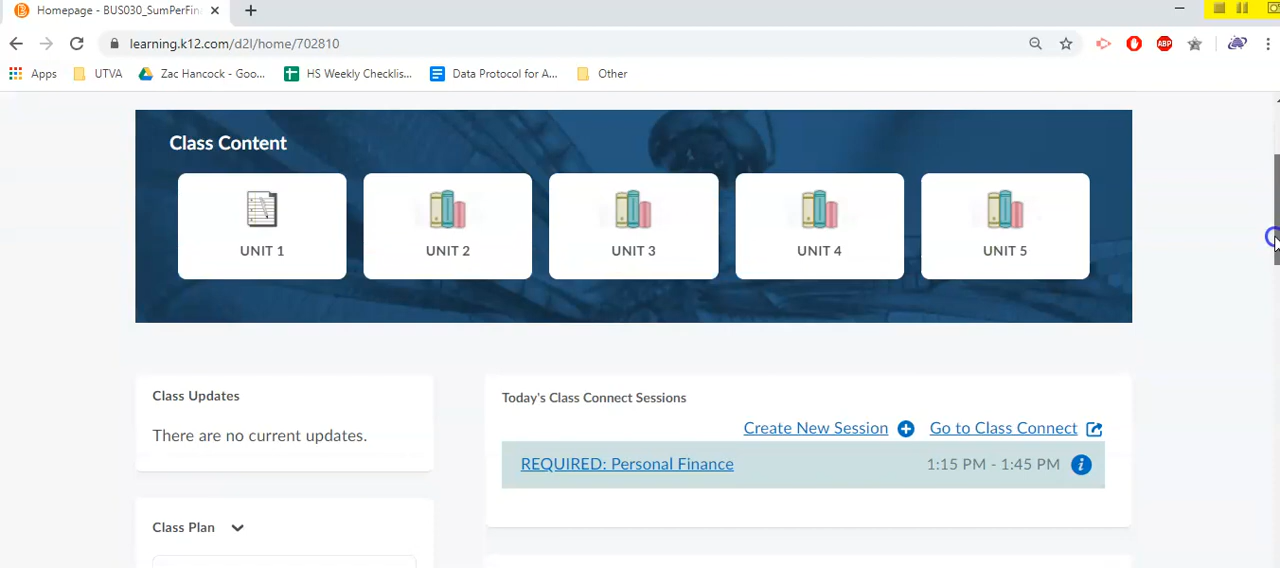 Homepage - BUS030_SumPerFin
learning.k12.com/d2l/home/702810
ABP
Apps UTVA Zac Hancock - Goo... HS Weekly Checklis... Data Protocol for A... Other
Class Content
UNIT 1 UNIT 2 UNIT 3 UNIT 4 UNIT 5
Class Updates
There are no current updates.
Today's Class Connect Sessions
Create New Session Go to Class Connect
REQUIRED: Personal Finance 1:15 PM - 1:45 PM
Class Plan